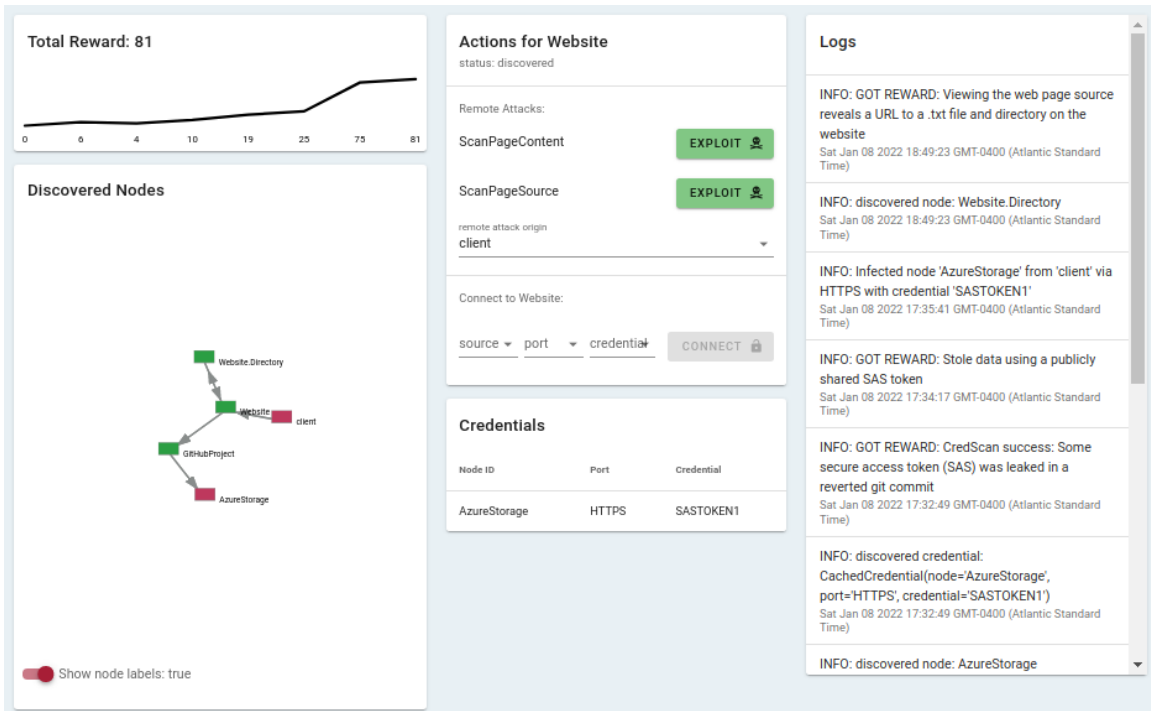 Total Reward: 81
0 6 4 10 19 25 75 81
Discovered Nodes
Website.Directory
Website
client
GitHubProject
AzureStorage
Show node labels: true
Actions for Website
status: discovered
Remote Attacks:
ScanPageContent
EXPLOIT
ScanPageSource
EXPLOIT
remote attack origin
client
Connect to Website:
source port credential CONNECT
Credentials
Node ID Port Credential
AzureStorage HTTPS SASTOKEN1
Logs
INFO: GOT REWARD: Viewing the web page source
reveals a URL to a .txt file and directory on the
website
Sat Jan 08 2022 18:49:23 GMT-0400 (Atlantic Standard
Time)
INFO: discovered node: Website.Directory
Sat Jan 08 2022 18:49:23 GMT-0400 (Atlantic Standard
Time)
INFO: Infected node 'AzureStorage' from 'client' via
HTTPS with credential 'SASTOKEN1'
Sat Jan 08 2022 17:35:41 GMT-0400 (Atlantic Standard
Time)
INFO: GOT REWARD: Stole data using a publicly
shared SAS token
Sat Jan 08 2022 17:34:17 GMT-0400 (Atlantic Standard
Time)
INFO: GOT REWARD: CredScan success: Some
secure access token (SAS) was leaked in a
reverted git commit
Sat Jan 08 2022 17:32:49 GMT-0400 (Atlantic Standard
Time)
INFO: discovered credential:
CachedCredential(node='AzureStorage',
port='HTTPS', credential='SASTOKEN1')
Sat Jan 08 2022 17:32:49 GMT-0400 (Atlantic Standard
Time)
INFO: discovered node: AzureStorage